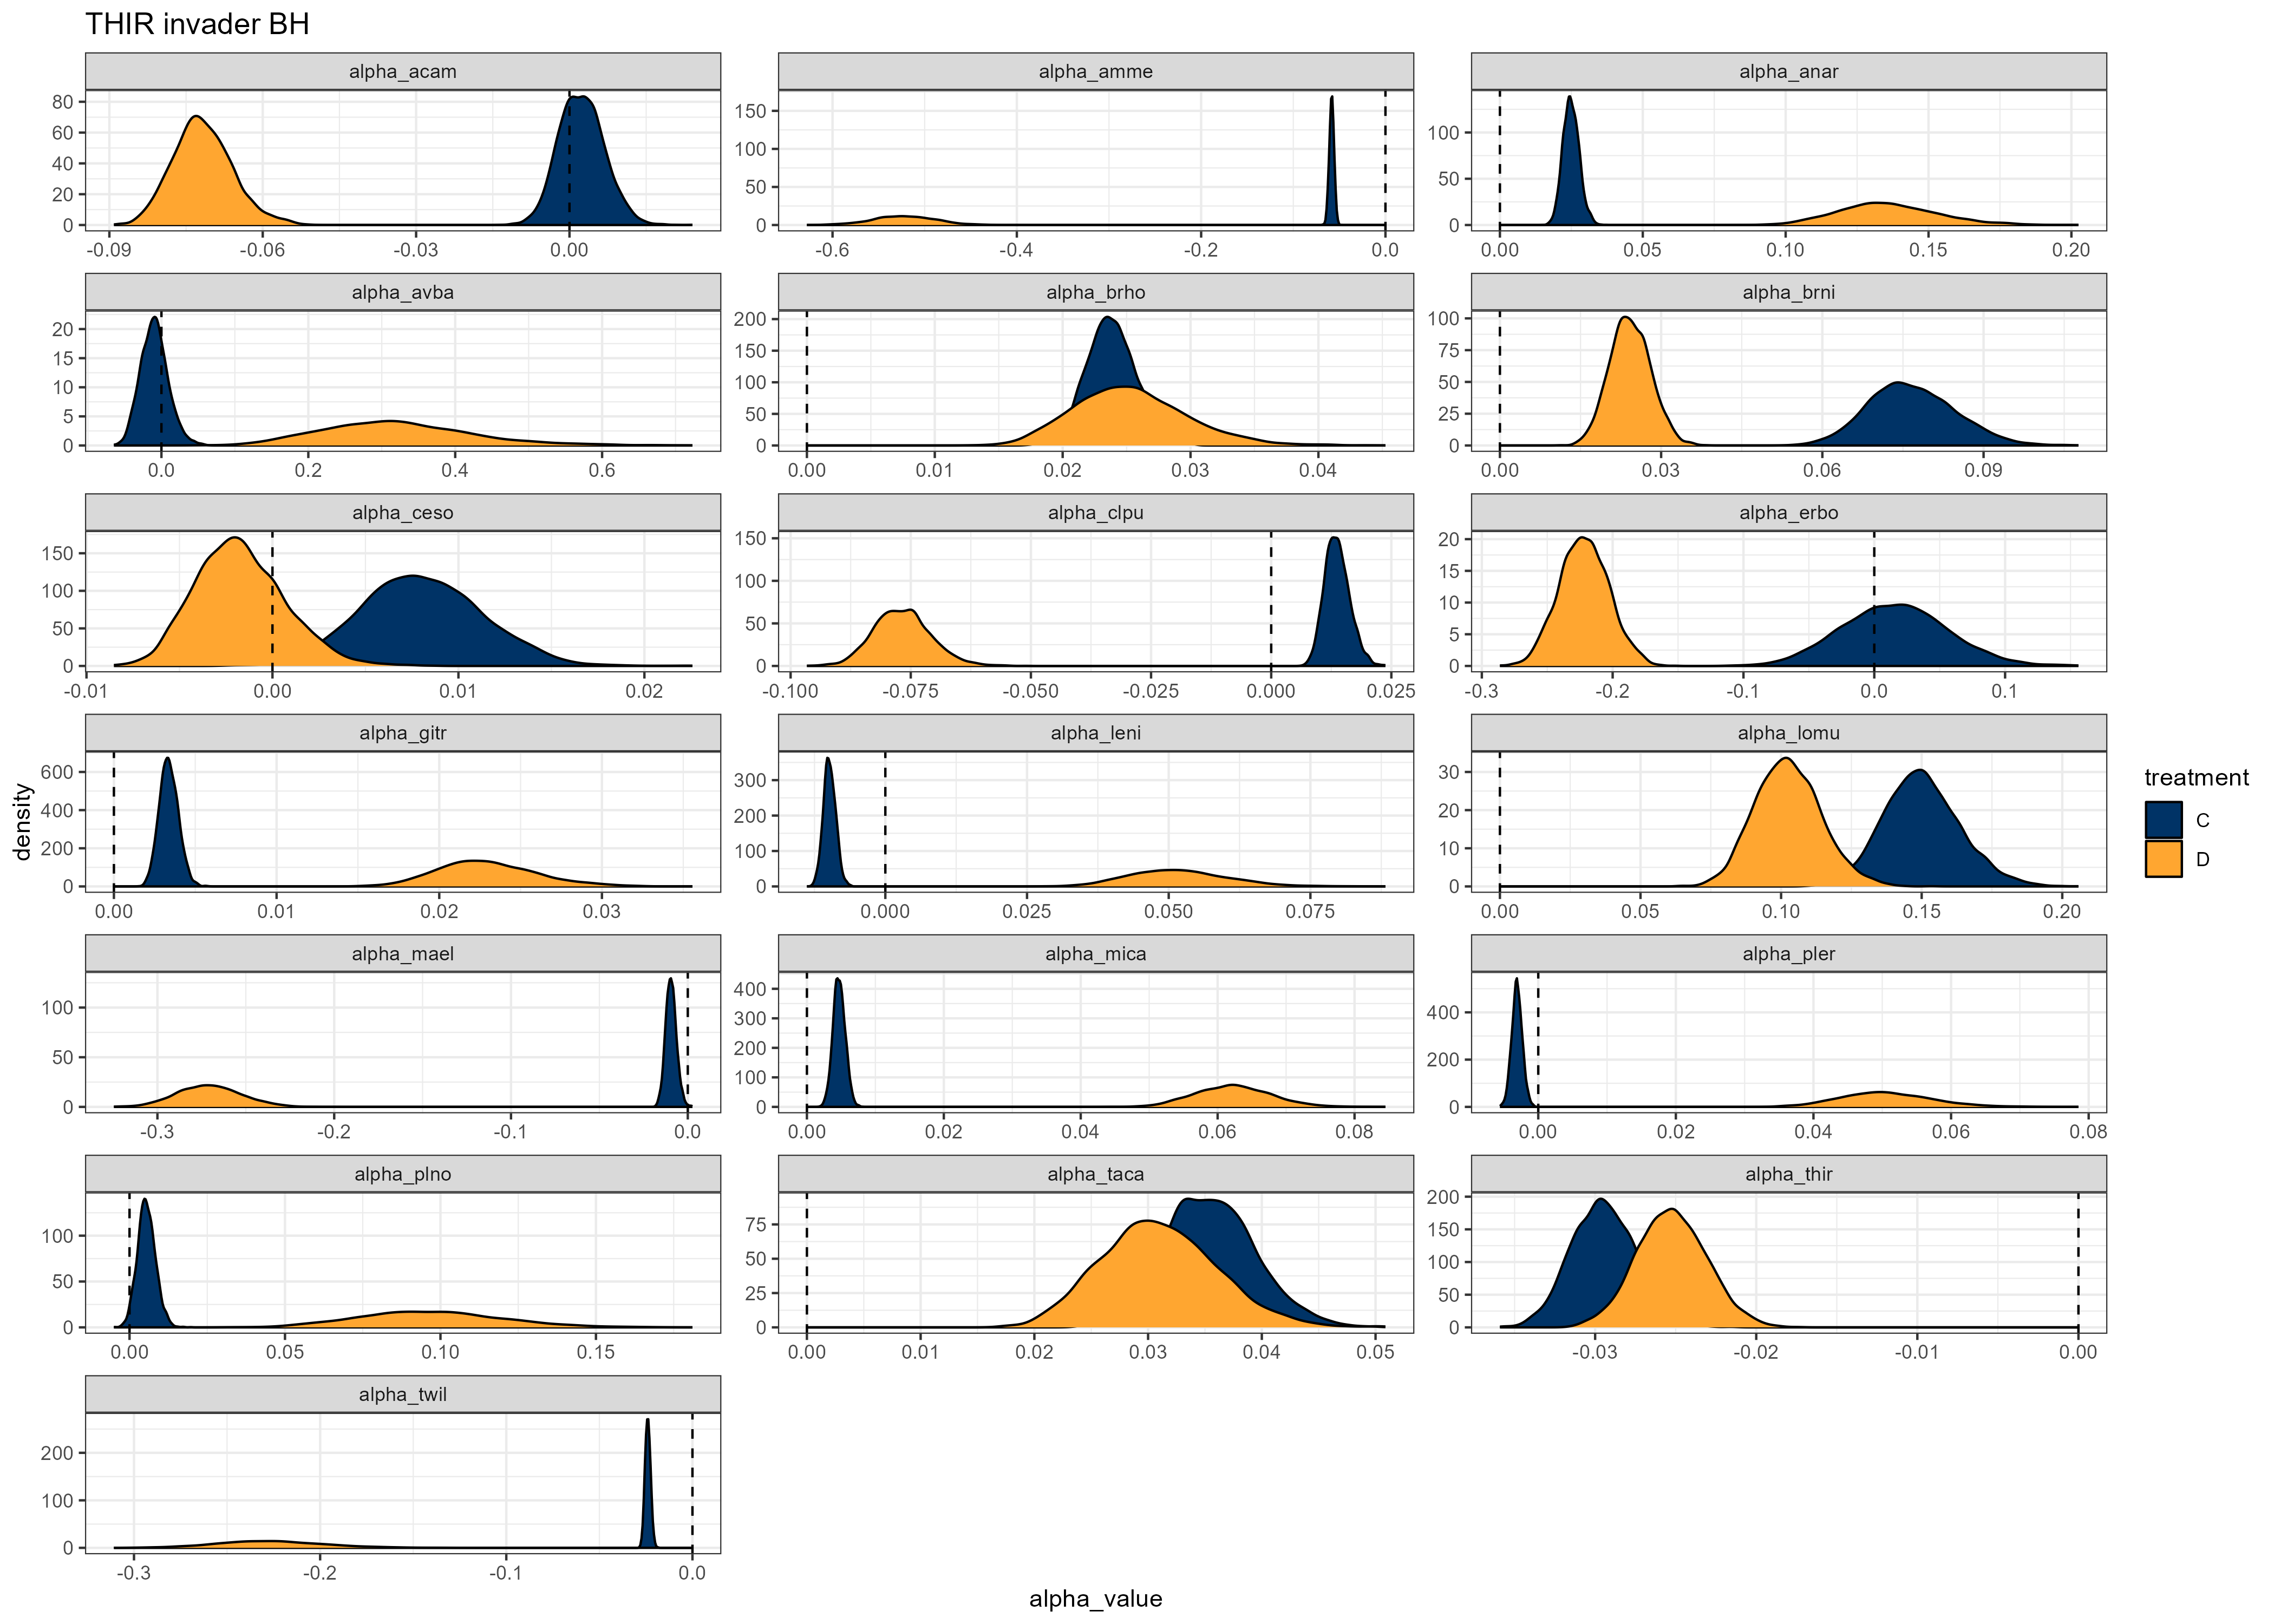 THIR invader BH
alpha_acam alpha_amme alpha_anar
80 60 40 20 0
150 100 50 0
100 50 0
-0.09 -0.06 -0.03 0.00
-0.6 -0.4 -0.2 0.0
0.00 0.05 0.10 0.15 0.20
alpha_avba alpha_brho alpha_brni
20 15 10 5 0
200 150 100 50 0
100 75 50 25 0
0.0 0.2 0.4 0.6
0.00 0.01 0.02 0.03 0.04
0.00 0.03 0.06 0.09
alpha_ceso alpha_clpu alpha_erbo
150 100 50 0
150 100 50 0
20 15 10 5 0
-0.01 0.00 0.01 0.02
-0.100 -0.075 -0.050 -0.025 0.000 0.025
-0.3 -0.2 -0.1 0.0 0.1
alpha_gitr alpha_leni alpha_lomu
600 400 200 0
300 200 100 0
30 20 10 0
0.00 0.01 0.02 0.03
0.000 0.025 0.050 0.075
0.00 0.05 0.10 0.15 0.20
density
treatment
C
D
alpha_mael alpha_mica alpha_pler
100 50 0
400 300 200 100 0
400 200 0
-0.3 -0.2 -0.1 0.0
0.00 0.02 0.04 0.06 0.08
0.00 0.02 0.04 0.06 0.08
alpha_plno alpha_taca alpha_thir
100 50 0
75 50 25 0
200 150 100 50 0
0.00 0.05 0.10 0.15
0.00 0.01 0.02 0.03 0.04 0.05
-0.03 -0.02 -0.01 0.00
alpha_twil
200 100 0
-0.3 -0.2 -0.1 0.0
alpha_value